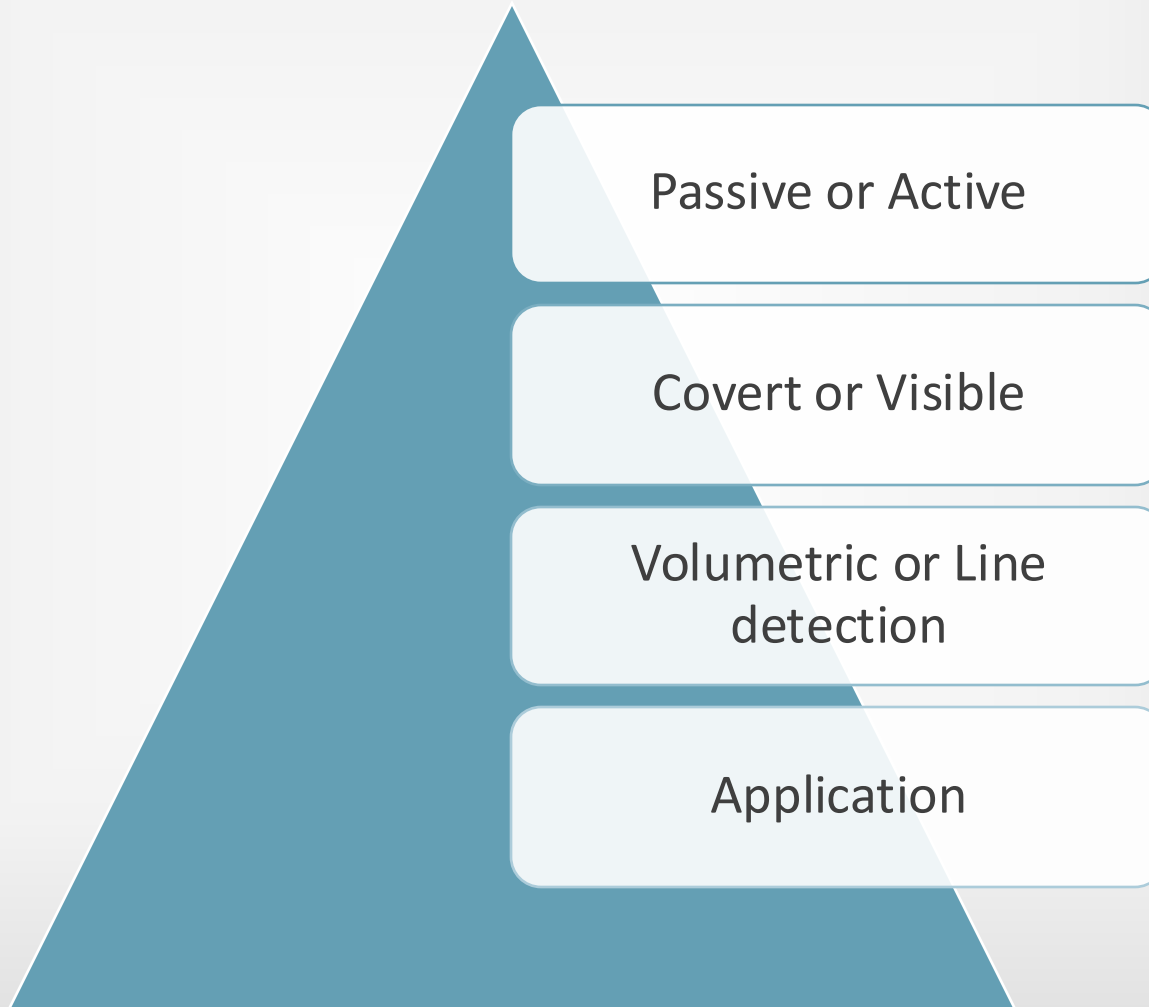 Passive or Active
Covert or Visible
Volumetric or Line
detection
Application